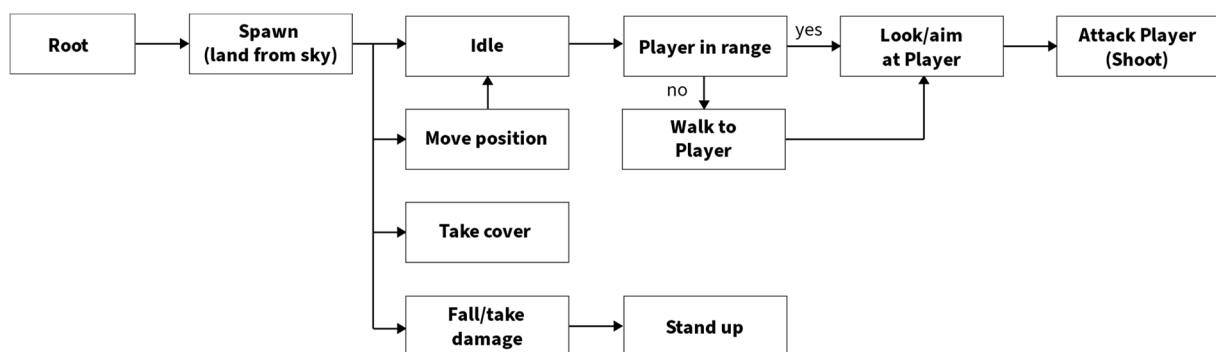 Root
Spawn
(land from sky)
Idle
Player in range
yes
Look/aim
at Player
Attack Player
(Shoot)
no
Move position
Walk to
Player
Take cover
Fall/take
damage
Stand up